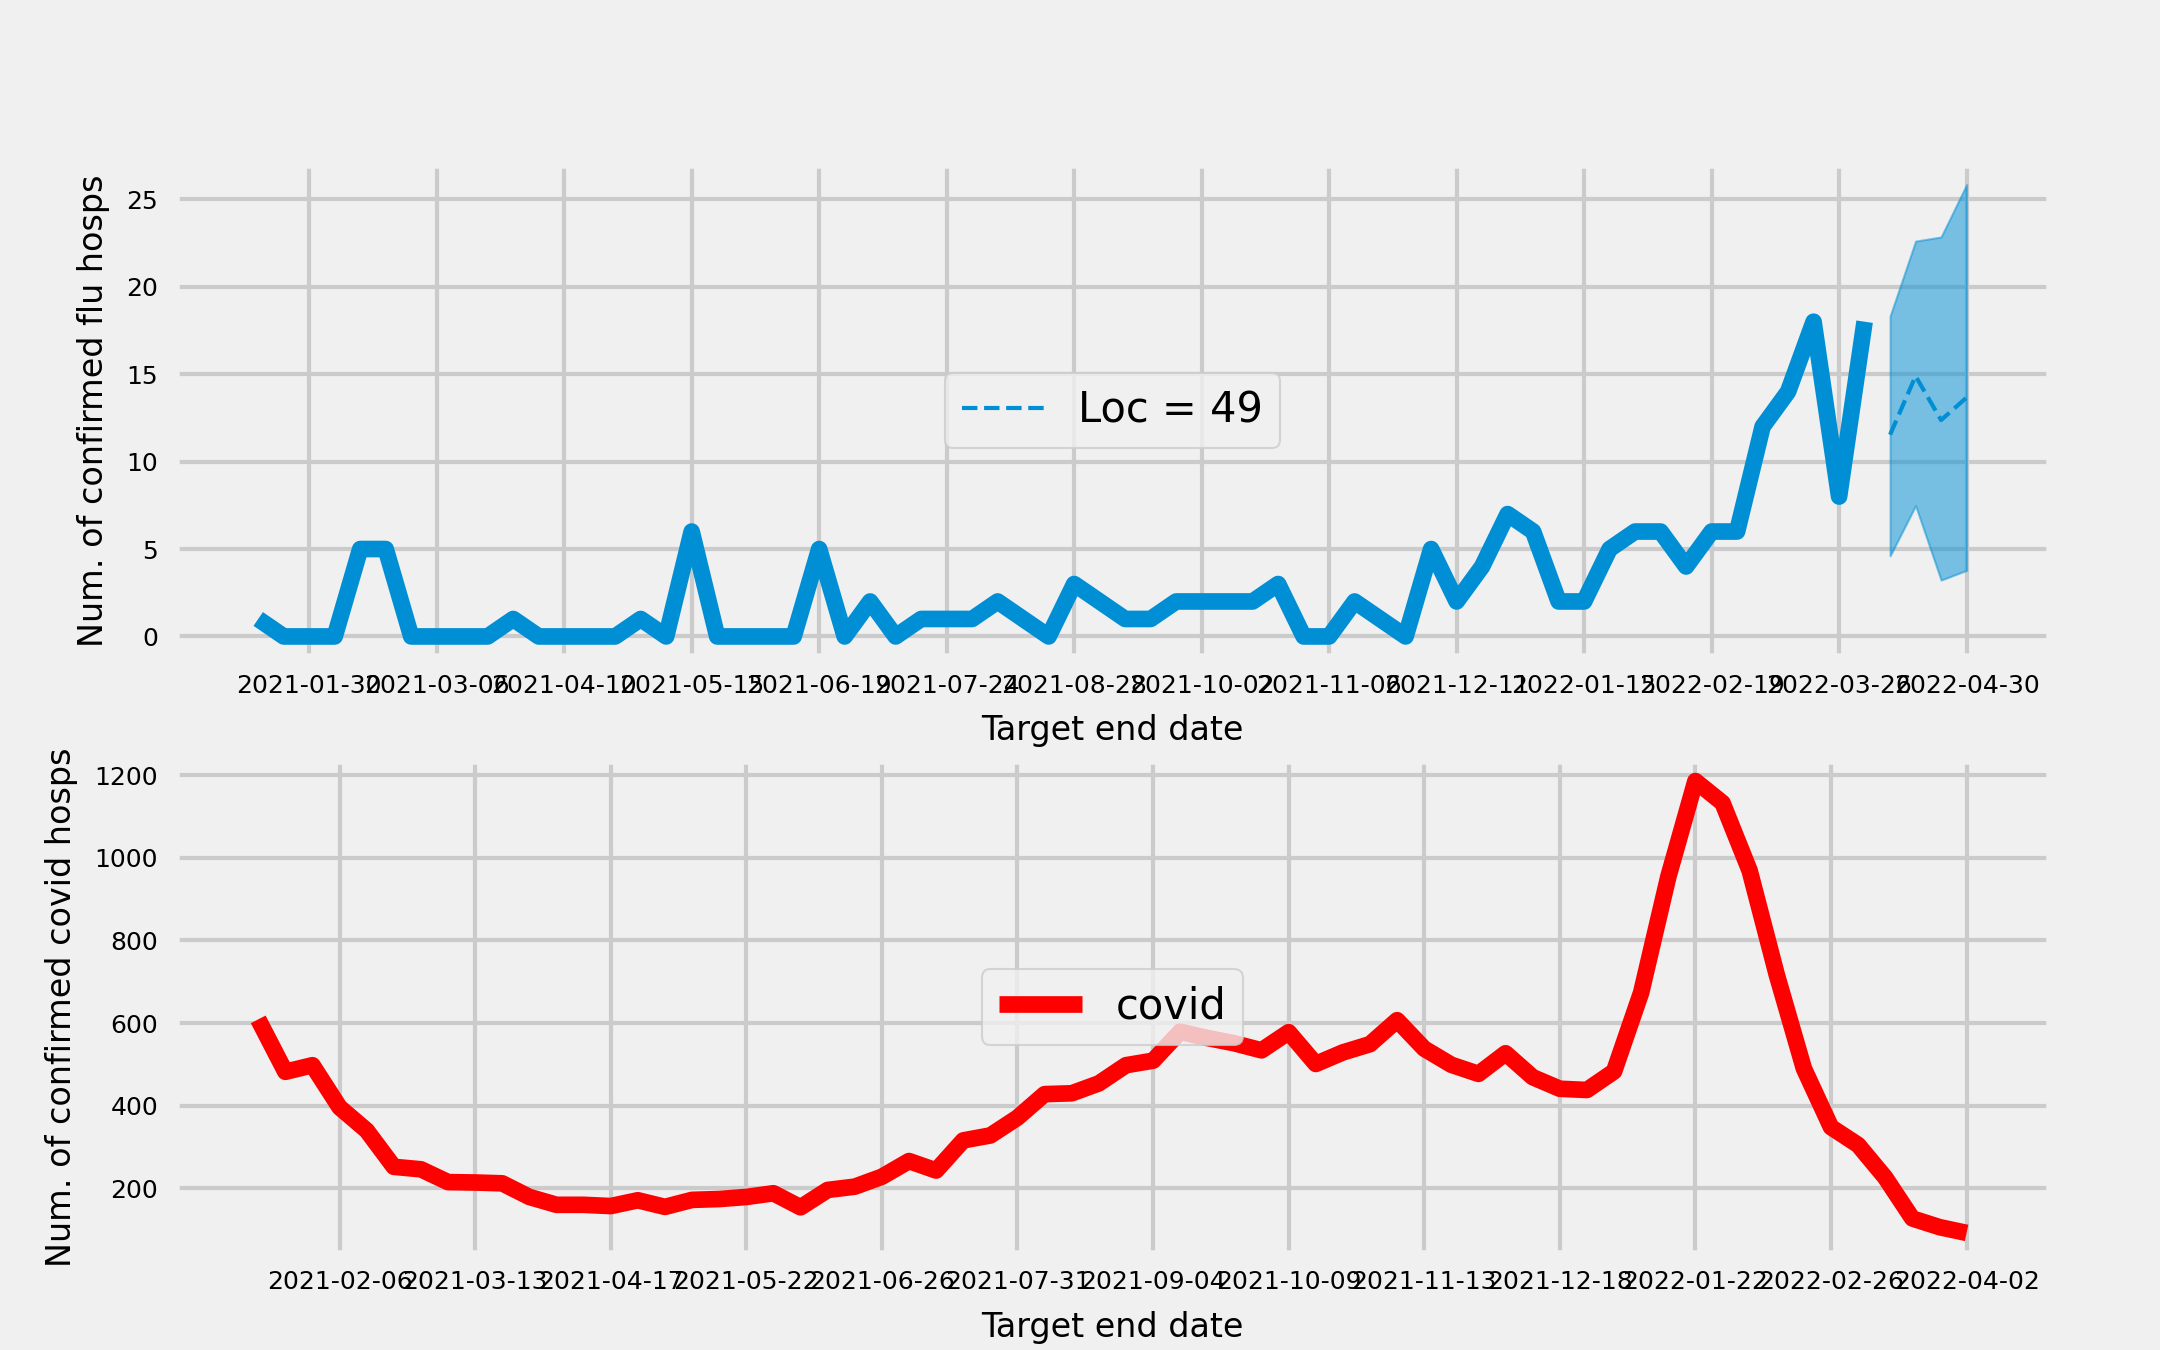 Num. of confirmed flu hosps
25
20
15
10
5
0
Loc = 49
2021-01-30 2021-03-06 2021-04-10 2021-05-15 2021-06-19 2021-07-24 2021-08-28 2021-10-02 2021-11-06 2021-12-11 2022-01-15 2022-02-19 2022-03-26 2022-04-30
Target end date
Num. of confirmed covid hosps
1200
1000
800
600
400
200
covid
2021-02-06 2021-03-13 2021-04-17 2021-05-22 2021-06-26 2021-07-31 2021-09-04 2021-10-09 2021-11-13 2021-12-18 2022-01-22 2022-02-26 2022-04-02
Target end date